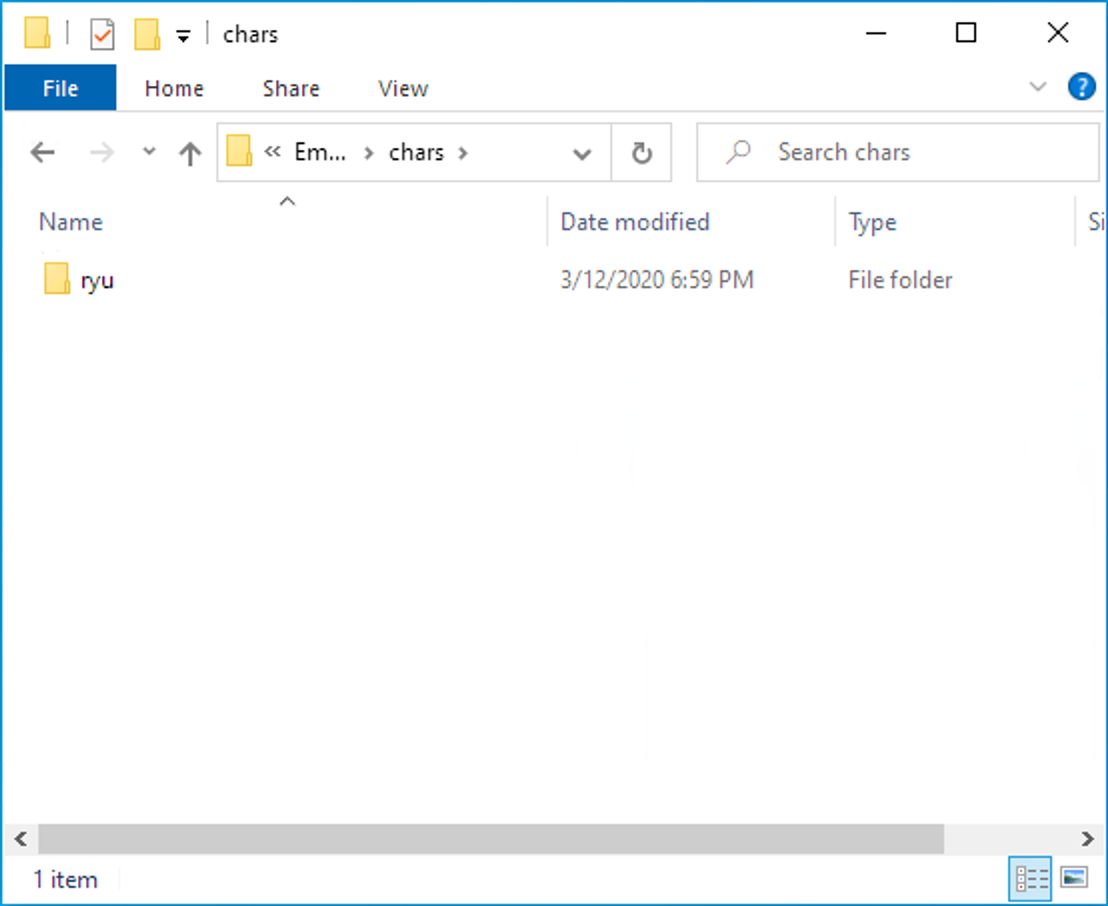 chars
File Home Share View ?
« Em... > chars > Search chars
Name Date modified Type Si
ryu 3/12/2020 6:59 PM File folder
1 item